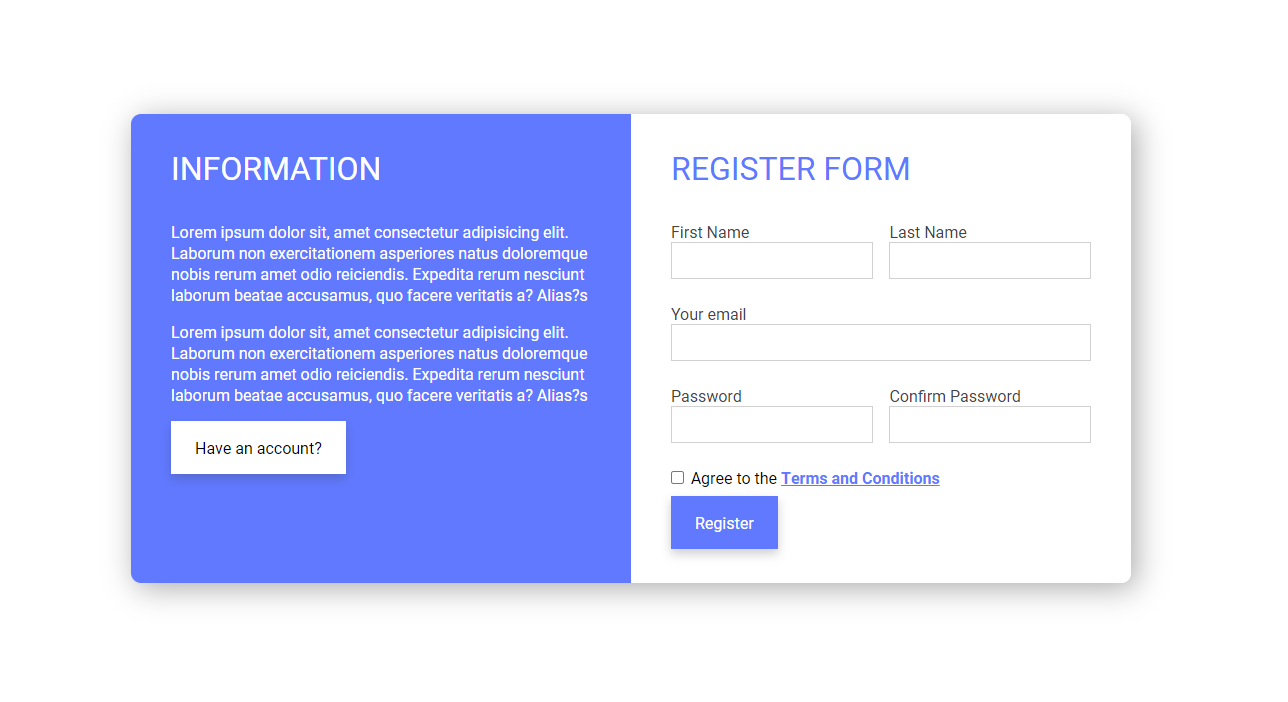 INFORMATION
Lorem ipsum dolor sit, amet consectetur adipisicing elit.
Laborum non exercitationem asperiores natus doloremque
nobis rerum amet odio reiciendis. Expedita rerum nesciunt
laborum beatae accusamus, quo facere veritatis a? Alias?s
Lorem ipsum dolor sit, amet consectetur adipisicing elit.
Laborum non exercitationem asperiores natus doloremque
nobis rerum amet odio reiciendis. Expedita rerum nesciunt
laborum beatae accusamus, quo facere veritatis a? Alias?s
Have an account?
REGISTER FORM
First Name
Last Name
Your email
Password
Confirm Password
Agree to the Terms and Conditions
Register